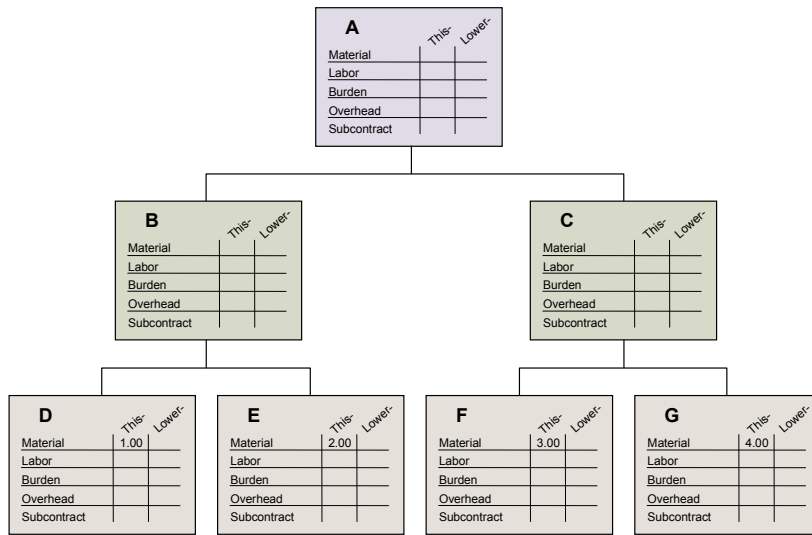 A
This-
Lower-
Material
Labor
Burden
Overhead
Subcontract
B
This-
Lower-
Material
Labor
Burden
Overhead
Subcontract
C
This-
Lower-
Material
Labor
Burden
Overhead
Subcontract
D
This-
Lower-
Material 1.00
Labor
Burden
Overhead
Subcontract
E
This-
Lower-
Material 2.00
Labor
Burden
Overhead
Subcontract
F
This-
Lower-
Material 3.00
Labor
Burden
Overhead
Subcontract
G
This-
Lower-
Material 4.00
Labor
Burden
Overhead
Subcontract